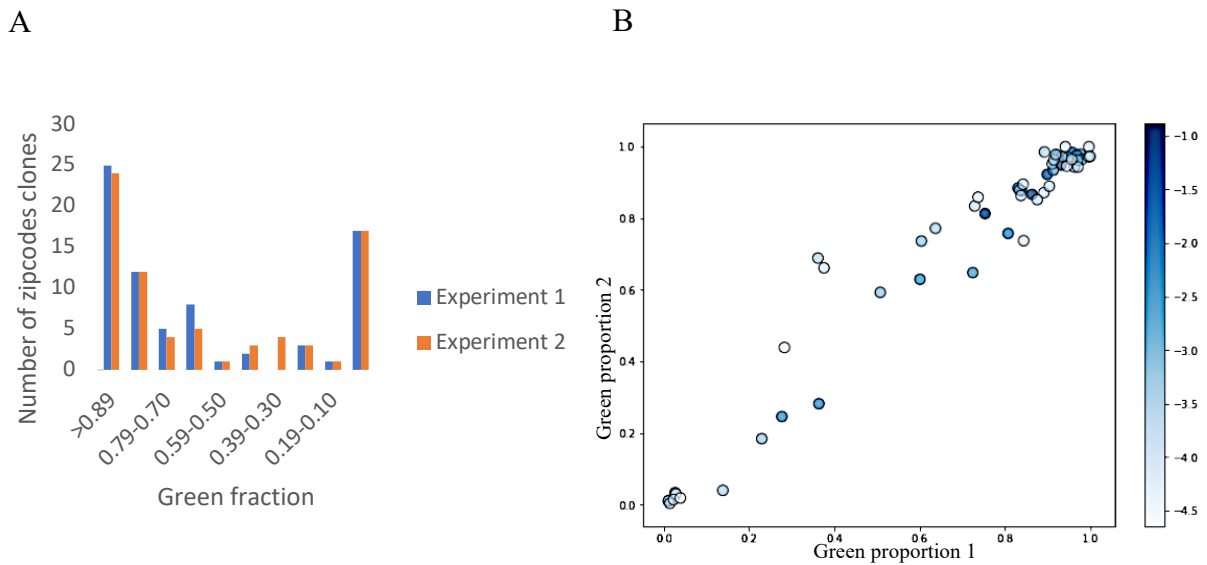 A
B
Number of zipcodes clones
30
25
20
15
10
5
0
>0.89
0.79-0.70
0.59-0.50
0.39-0.30
0.19-0.10
Green fraction
Experiment 1
Experiment 2
Green proportion 2
1.0
0.8
0.6
0.4
0.2
0.0
0.0 0.2 0.4 0.6 0.8 1.0
Green proportion 1
−1.0
−1.5
−2.0
−2.5
−3.0
−3.5
−4.0
−4.5